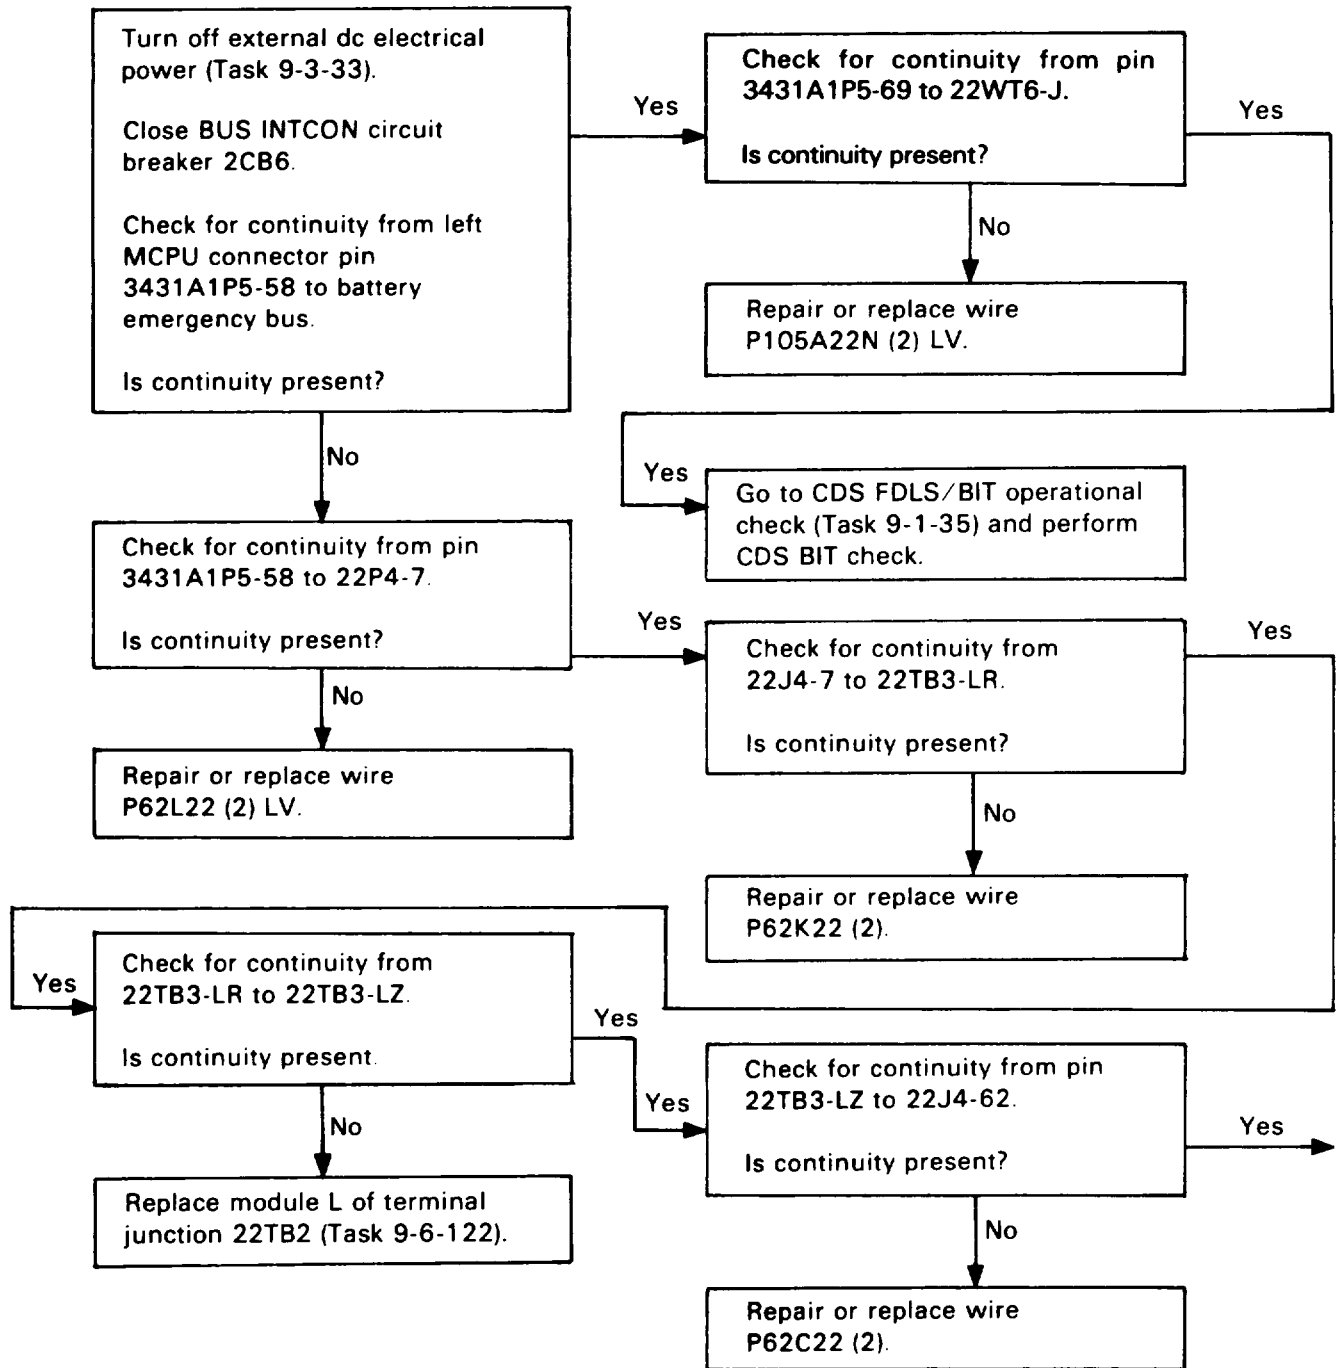 Turn off external dc electrical
power (Task 9-3-33).
Close BUS INTCON circuit
breaker 2CB6.
Check for continuity from left
MCPU connector pin
3431A1P5-58 to battery
emergency bus.
Is continuity present?
Yes
Check for continuity from pin
3431A1P5-69 to 22WT6-J.
Is continuity present?
Yes
No
Repair or replace wire
P105A22N (2) LV.
No
Yes
Go to CDS FDLS/BIT operational
check (Task 9-1-35) and perform
CDS BIT check.
Check for continuity from pin
3431A1P5-58 to 22P4-7.
Is continuity present?
Yes
Check for continuity from
22J4-7 to 22TB3-LR.
Is continuity present?
Yes
No
Repair or replace wire
P62L22 (2) LV.
No
Repair or replace wire
P62K22 (2).
Yes
Check for continuity from
22TB3-LR to 22TB3-LZ.
Is continuity present.
Yes
Yes
Check for continuity from pin
22TB3-LZ to 22J4-62.
Is continuity present?
Yes
No
Replace module L of terminal
junction 22TB2 (Task 9-6-122).
No
Repair or replace wire
P62C22 (2).